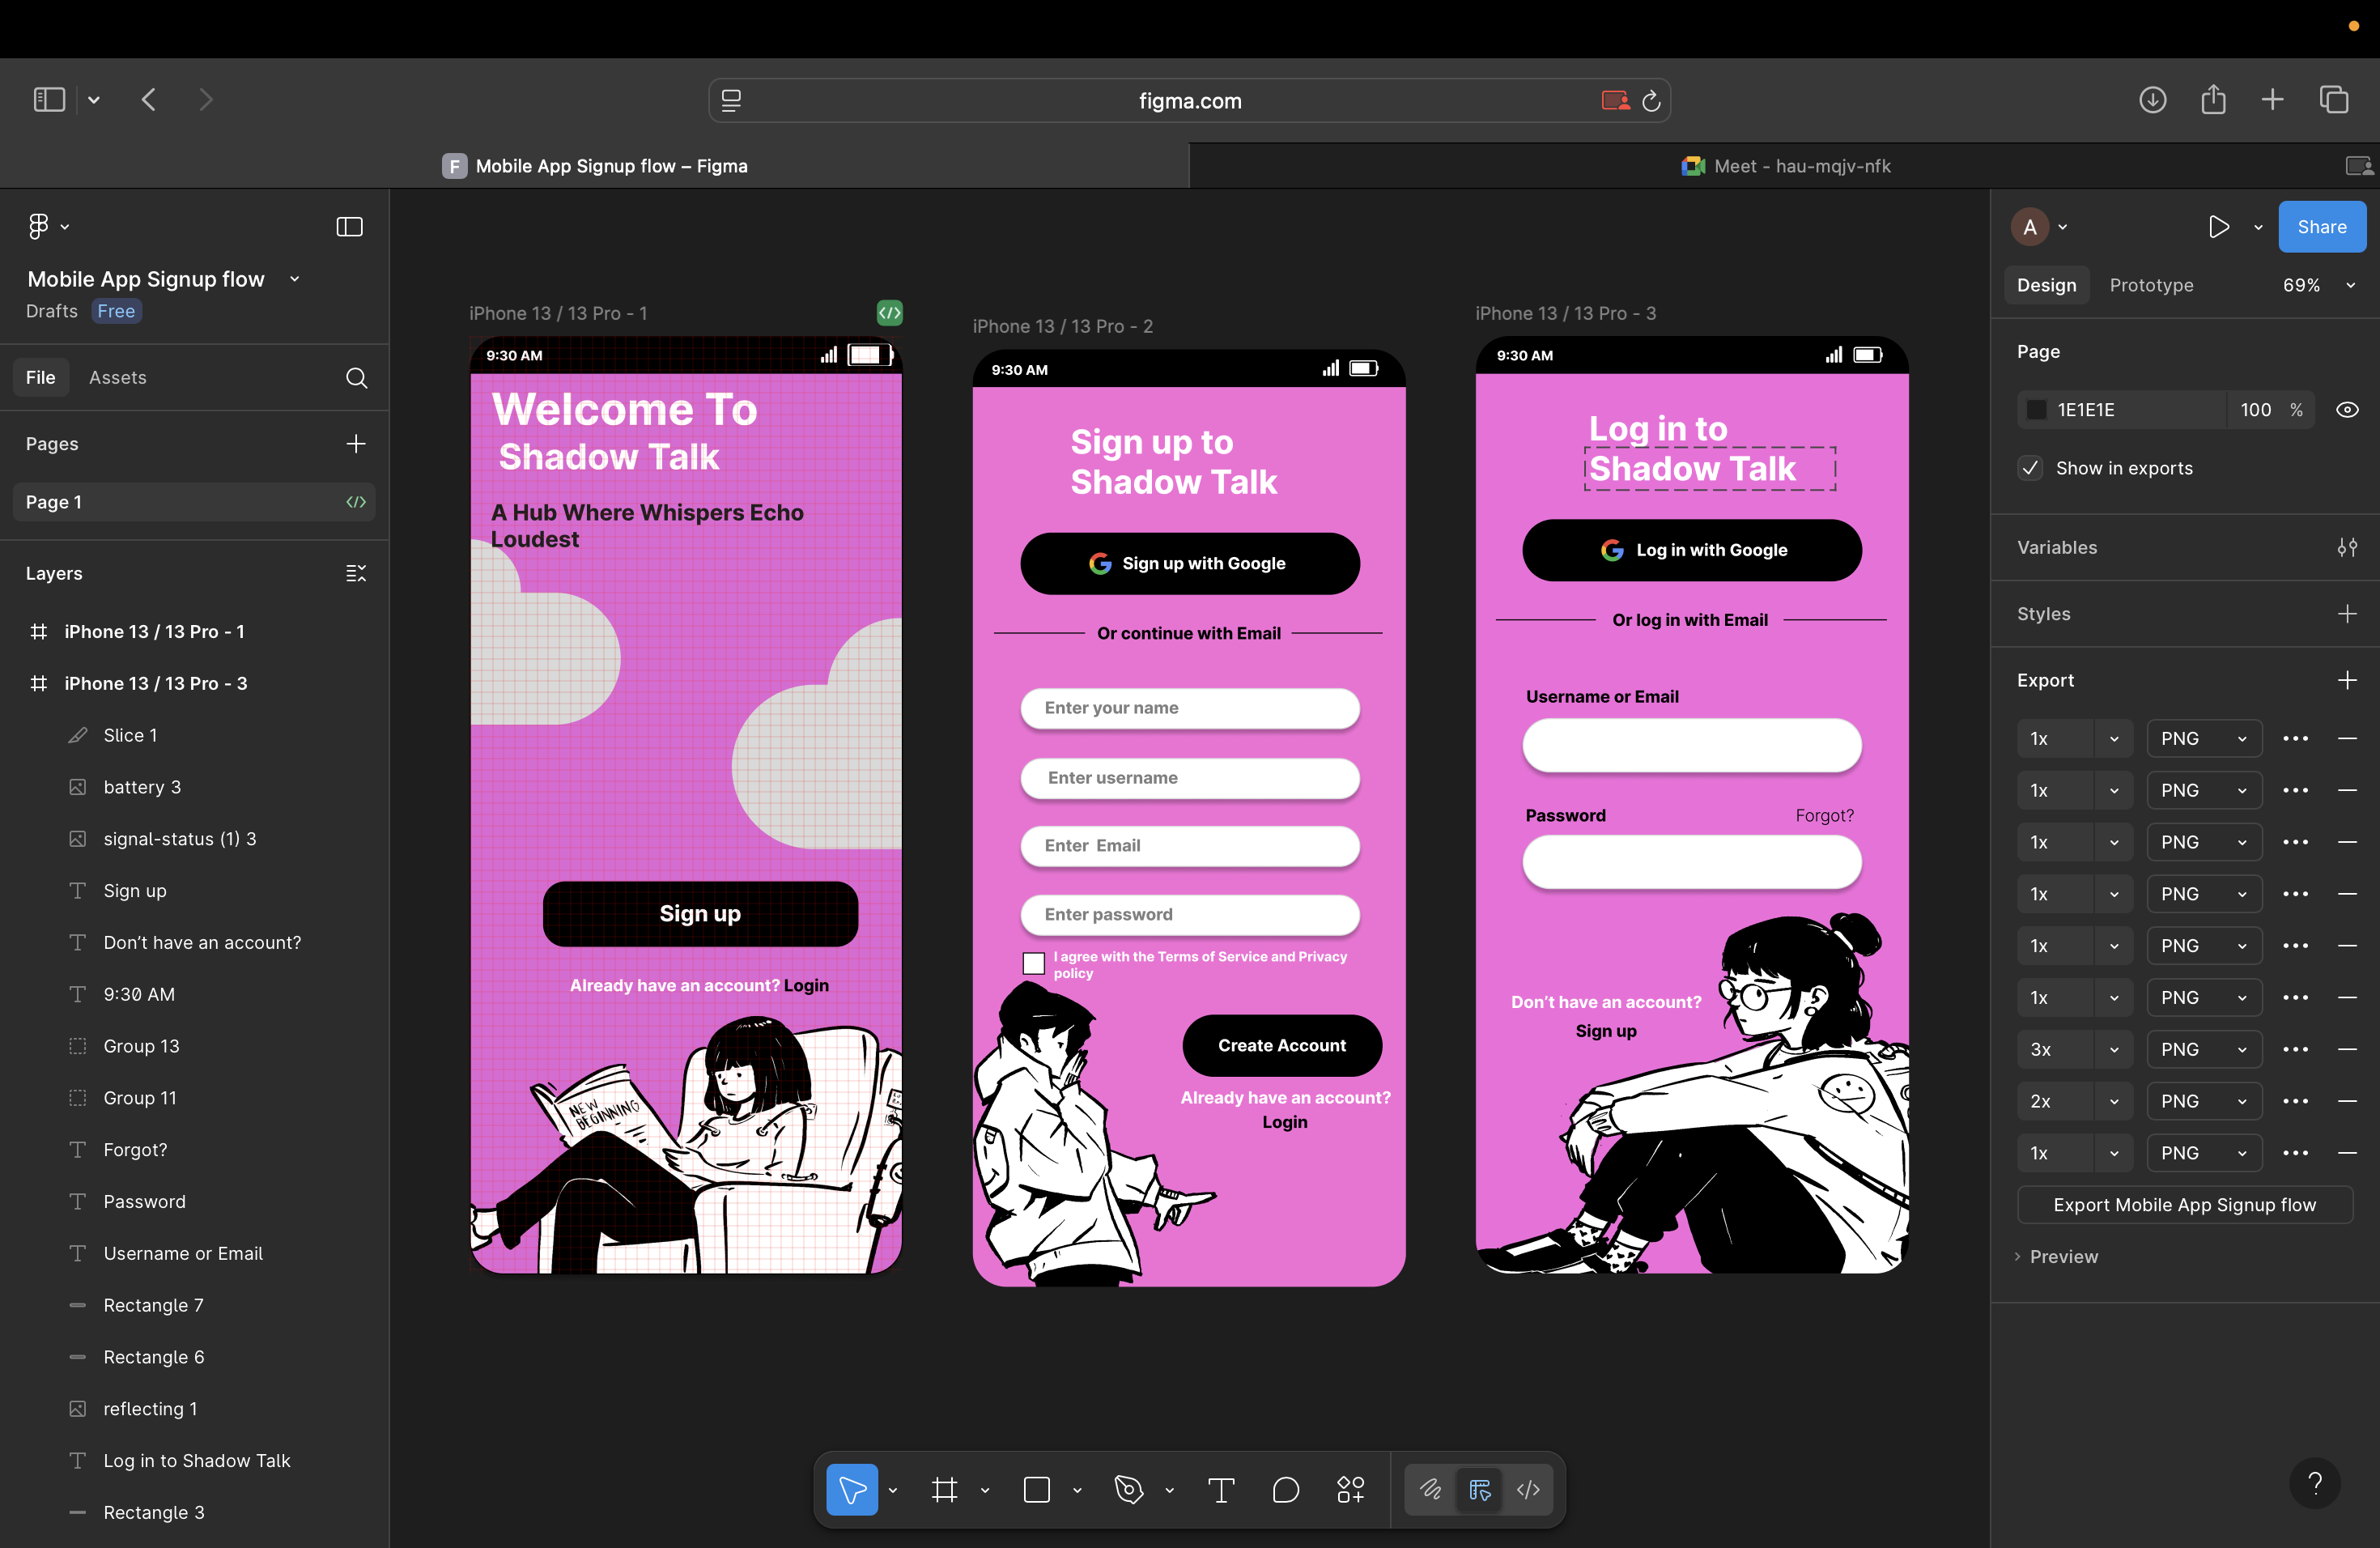 figma.com
F Mobile App Signup flow – Figma
Meet - hau-mqjv-nfk
Mobile App Signup flow
Drafts Free
File Assets
Pages
Page 1
Layers
iPhone 13 / 13 Pro - 1
iPhone 13 / 13 Pro - 3
Slice 1
battery 3
signal-status (1) 3
Sign up
Don’t have an account?
9:30 AM
Group 13
Group 11
Forgot?
Password
Username or Email
Rectangle 7
Rectangle 6
reflecting 1
Log in to Shadow Talk
Rectangle 3
iPhone 13 / 13 Pro - 1
9:30 AM
Welcome To
Shadow Talk
A Hub Where Whispers Echo
Loudest
Sign up
Already have an account? Login
NEW
BEGINNING
iPhone 13 / 13 Pro - 2
9:30 AM
Sign up to
Shadow Talk
Sign up with Google
Or continue with Email
Enter your name
Enter username
Enter  Email
Enter password
I agree with the Terms of Service and Privacy
policy
Create Account
Already have an account?
Login
iPhone 13 / 13 Pro - 3
9:30 AM
Log in to
Shadow Talk
Log in with Google
Or log in with Email
Username or Email
Password Forgot?
Don’t have an account?
Sign up
A
Share
Design Prototype 69%
Page
1E1E1E 100 %
Show in exports
Variables
Styles
Export
1x PNG
1x PNG
1x PNG
1x PNG
1x PNG
1x PNG
3x PNG
2x PNG
1x PNG
Export Mobile App Signup flow
Preview
?